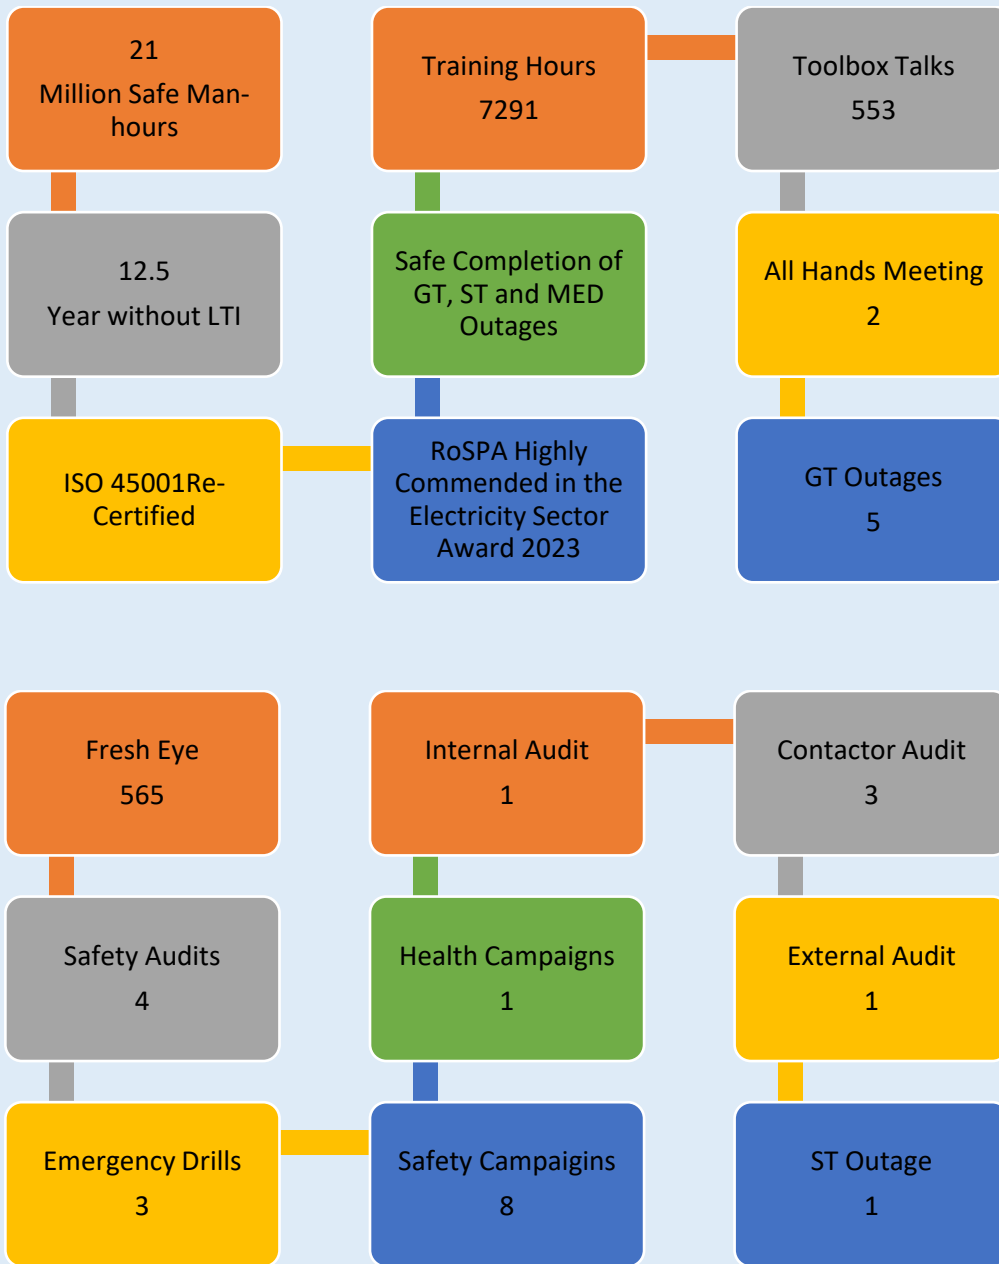 21
Million Safe Man-
hours
12.5
Year without LTI
ISO 45001Re-
Certified
RoSPA Highly
Commended in the
Electricity Sector
Award 2023
Safe Completion of
GT, ST and MED
Outages
Training Hours
7291
Toolbox Talks
553
All Hands Meeting
2
GT Outages
5
Fresh Eye
565
Safety Audits
4
Emergency Drills
3
Safety Campaigins
8
Health Campaigns
1
Internal Audit
1
Contactor Audit
3
External Audit
1
ST Outage
1